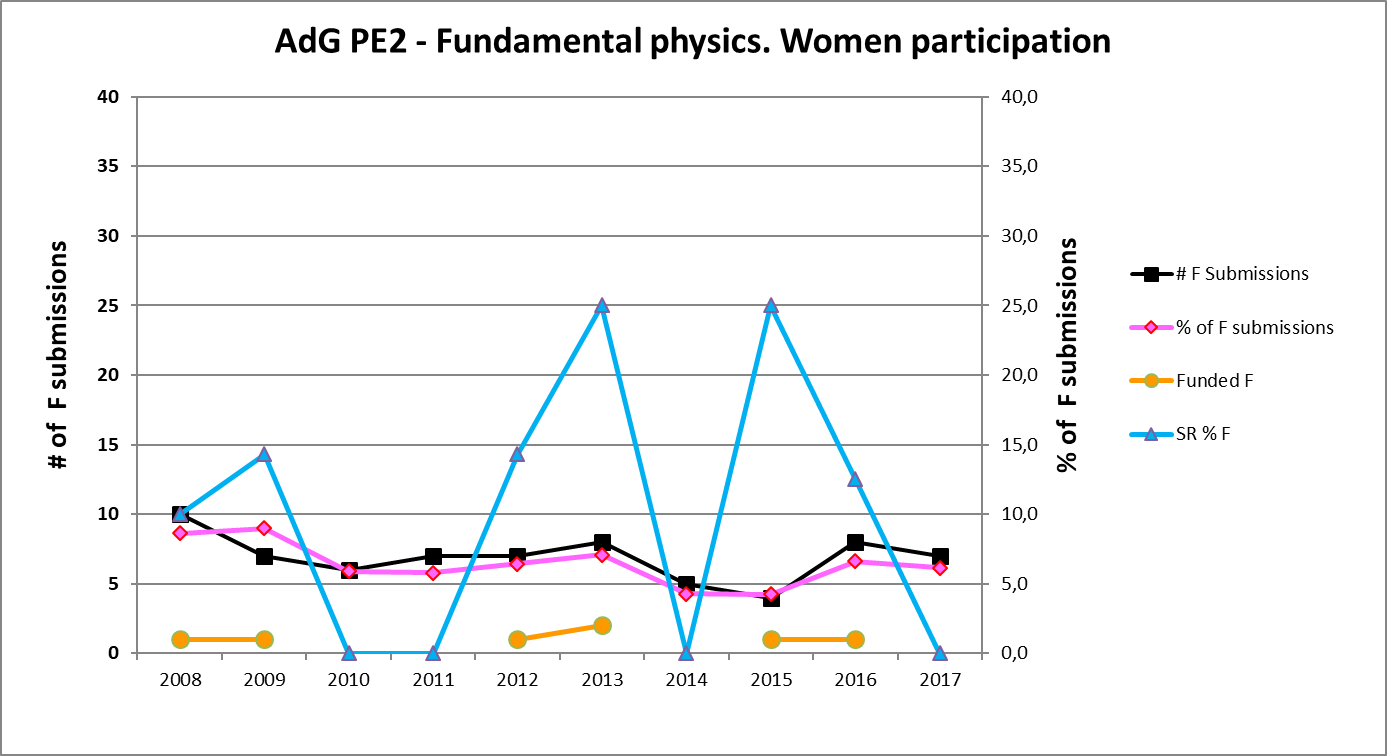 AdG PE2 - Fundamental physics. Women participation
# of F submissions
40
35
30
25
20
15
10
5
0
40,0
35,0
30,0
25,0
20,0
15,0
10,0
5,0
0,0
% of F submissions
2008 2009 2010 2011 2012 2013 2014 2015 2016 2017
# F Submissions
% of F submissions
Funded F
SR % F